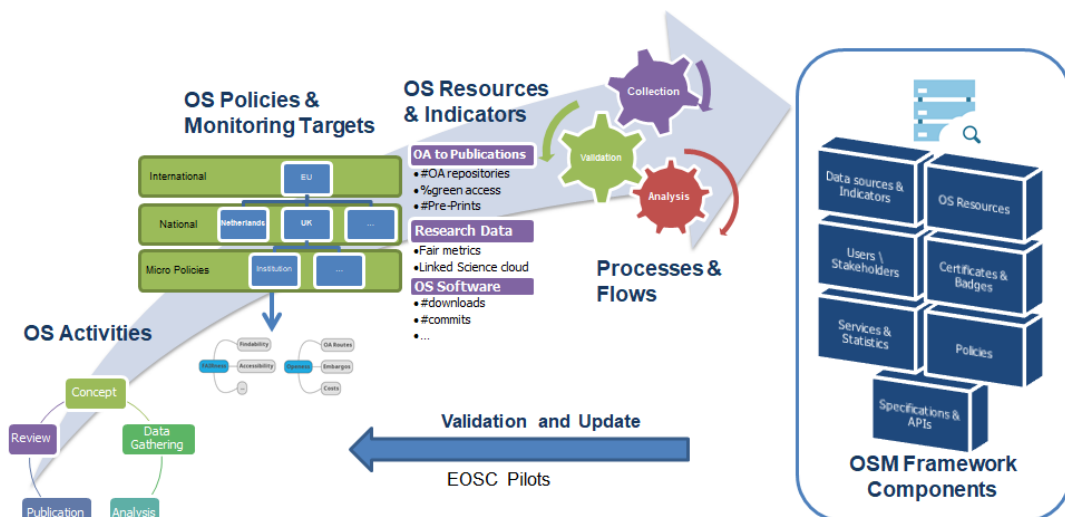 OS Policies &
Monitoring Targets
International
EU
National
Netherlands
UK
...
Micro Policies
Institution
...
Findability
FAIRness
Accessibility
...
OA Routes
Openness
Embargos
Costs
OS Resources
& Indicators
OA to Publications
•#OA repositories
•%green access
•#Pre-Prints
Research Data
•Fair metrics
•Linked Science cloud
OS Software
•#downloads
•#commits
•...
Collection
Validation
Analysis
Processes &
Flows
OS Activities
Concept
Review
Data
Gathering
Publication
Analysis
Validation and Update
EOSC Pilots
Data sources &
Indicators
OS Resources
Users \
Stakeholders
Certificates &
Badges
Services &
Statistics
Policies
Specifications &
APIs
OSM Framework
Components